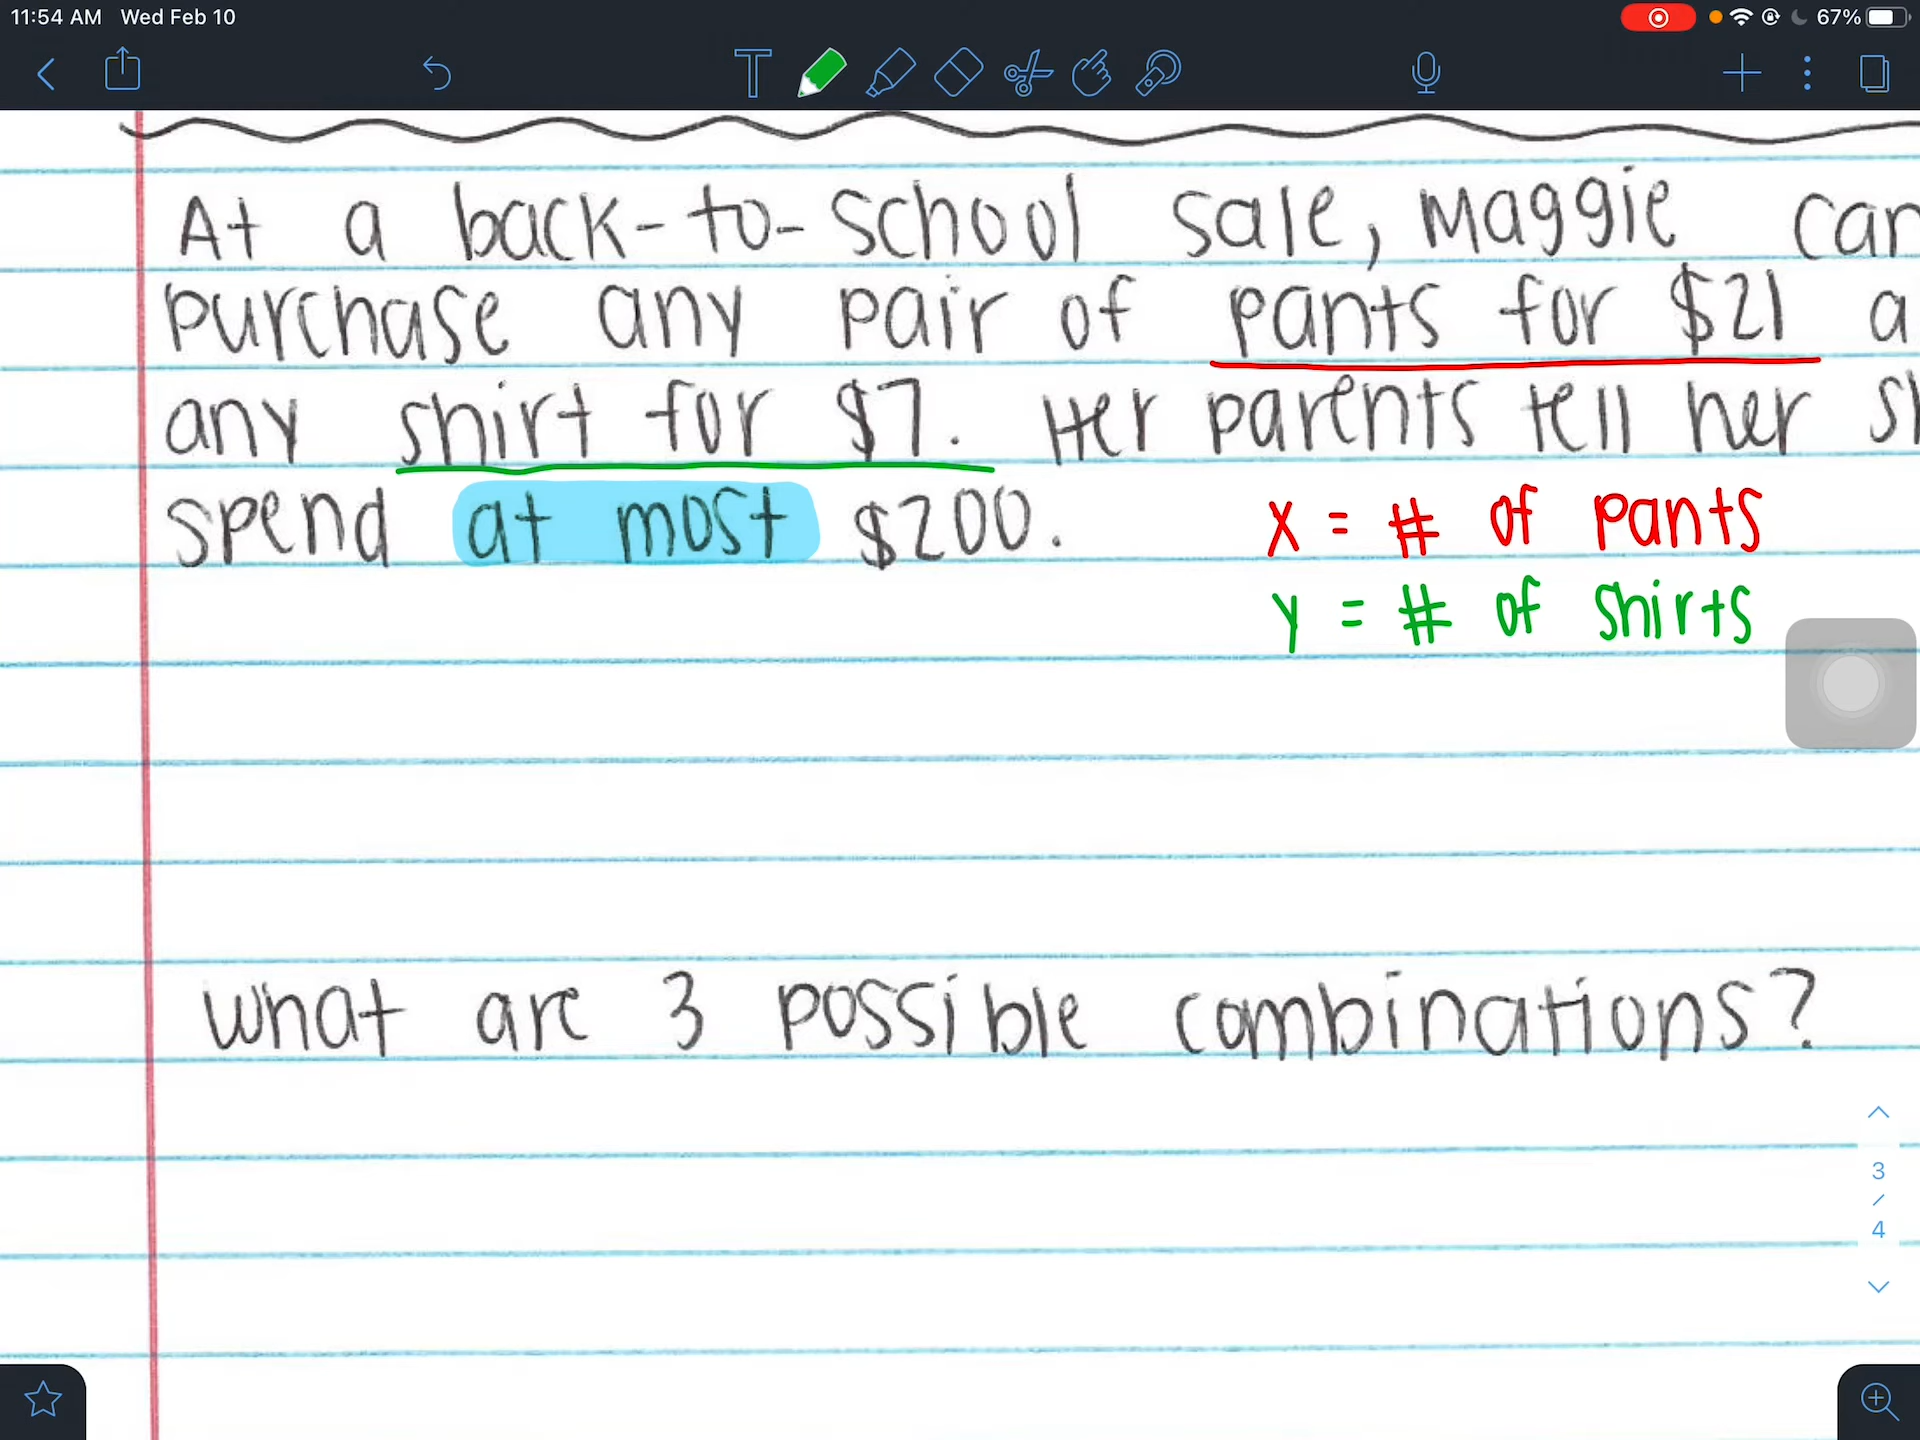 11:54 AM Wed Feb 10
67%
T
At a back-to-school sale, Maggie can
purchase any pair of pants for $21 a
any shirt for $7. Her parents tell her sh
spend at most $200.
x = # of pants
y = # of shirts
What are 3 possible combinations?
3
/
4